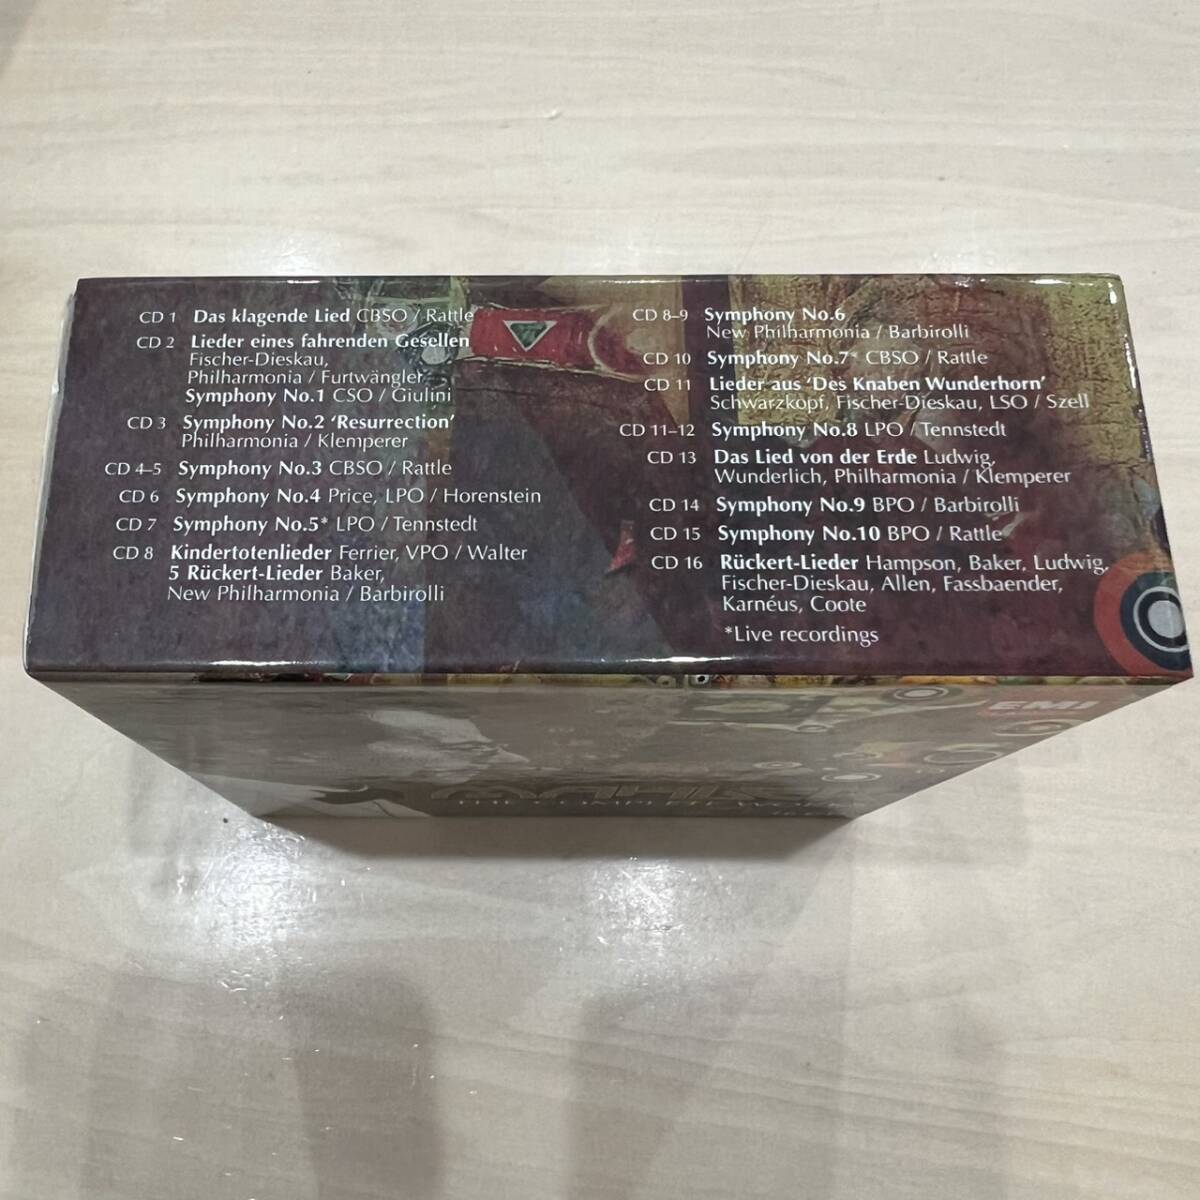 CD 1 Das klagende Lied CBSO / Rattle
CD 2 Lieder eines fahrenden Gesellen
Fischer-Dieskau,
Philharmonia / Furtwängler
Symphony No.1 CSO / Giulini
CD 3 Symphony No.2 ‘Resurrection’
Philharmonia / Klemperer
CD 4–5 Symphony No.3 CBSO / Rattle
CD 6 Symphony No.4 Price, LPO / Horenstein
CD 7 Symphony No.5* LPO / Tennstedt
CD 8 Kindertotenlieder Ferrier, VPO / Walter
5 Rückert-Lieder Baker,
New Philharmonia / Barbirolli
CD 8–9 Symphony No.6
New Philharmonia / Barbirolli
CD 10 Symphony No.7* CBSO / Rattle
CD 11 Lieder aus ‘Des Knaben Wunderhorn’
Schwarzkopf, Fischer-Dieskau, LSO / Szell
CD 11–12 Symphony No.8 LPO / Tennstedt
CD 13 Das Lied von der Erde Ludwig,
Wunderlich, Philharmonia / Klemperer
CD 14 Symphony No.9 BPO / Barbirolli
CD 15 Symphony No.10 BPO / Rattle
CD 16 Rückert-Lieder Hampson, Baker, Ludwig,
Fischer-Dieskau, Allen, Fassbaender,
Karnéus, Coote
*Live recordings
EMI
THE COMPLETE